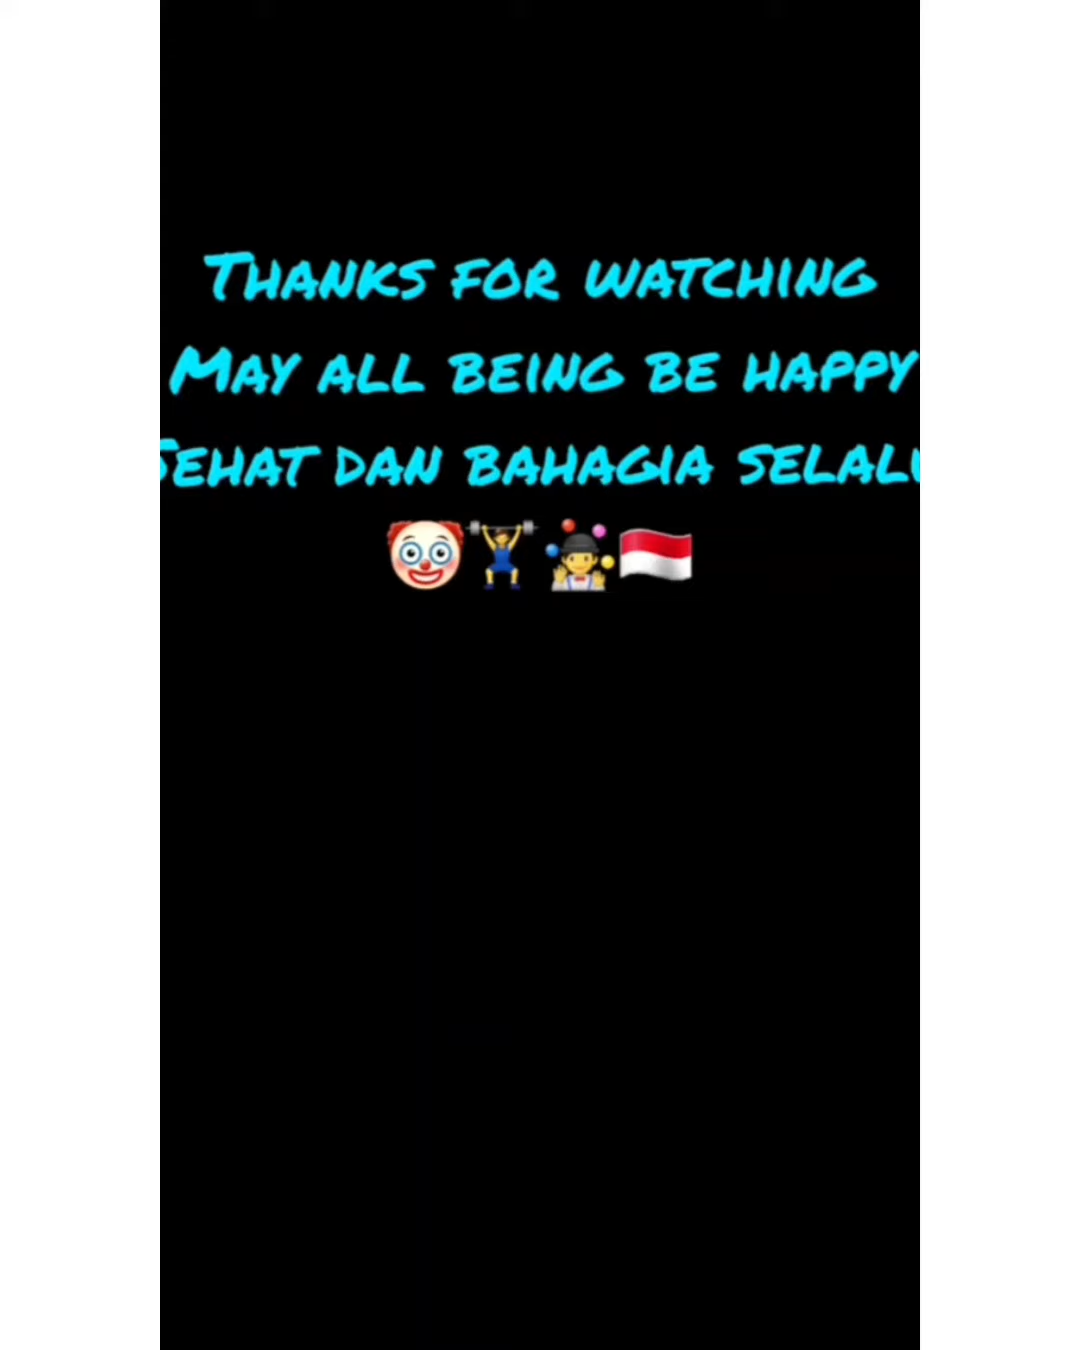 Thanks for watching
May all being be happy
Sehat dan bahagia selalu
🤡🏋️🤹🇮🇩